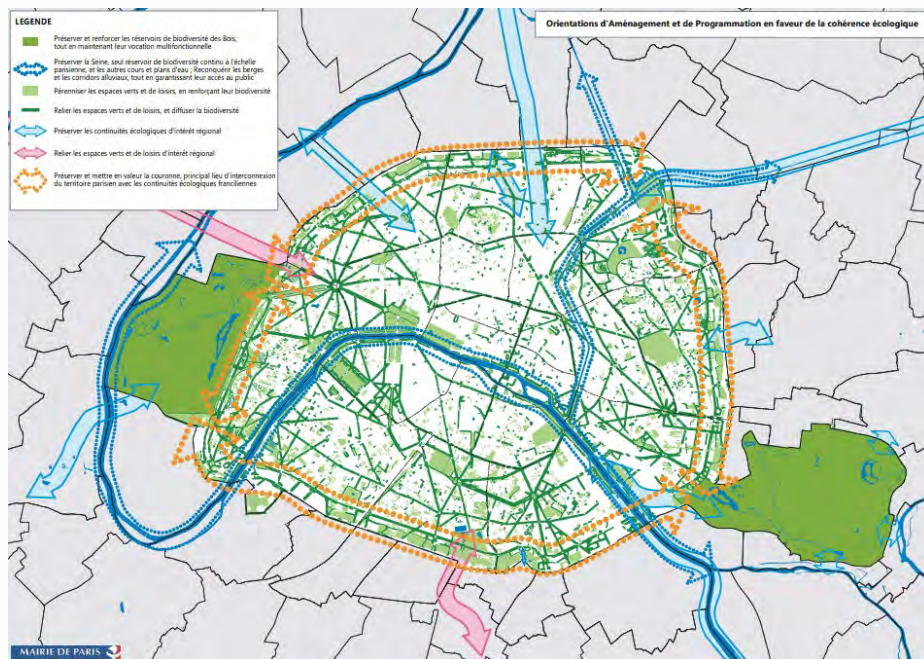 LEGENDE
Orientations d'Aménagement et de Programmation en faveur de la cohérence écologique
Préserver et renforcer les réservoirs de biodiversité des Bois,
tout en maintenant leur vocation multifonctionnelle
Préserver la Seine, seul réservoir de biodiversité continu à l'échelle
parisienne, et les autres cours et plans d'eau ; Reconquérir les berges
et les corridors alluviaux, tout en garantissant leur accès au public
Pérenniser les espaces verts et de loisirs, en renforçant leur biodiversité
Relier les espaces verts et de loisirs, et diffuser la biodiversité
Préserver les continuités écologiques d'intérêt régional
Relier les espaces verts et de loisirs d'intérêt régional
Préserver et mettre en valeur la couronne, principal lieu d'interconnexion
du territoire parisen avec les continuités écologiques franciliennes
MAIRIE DE PARIS